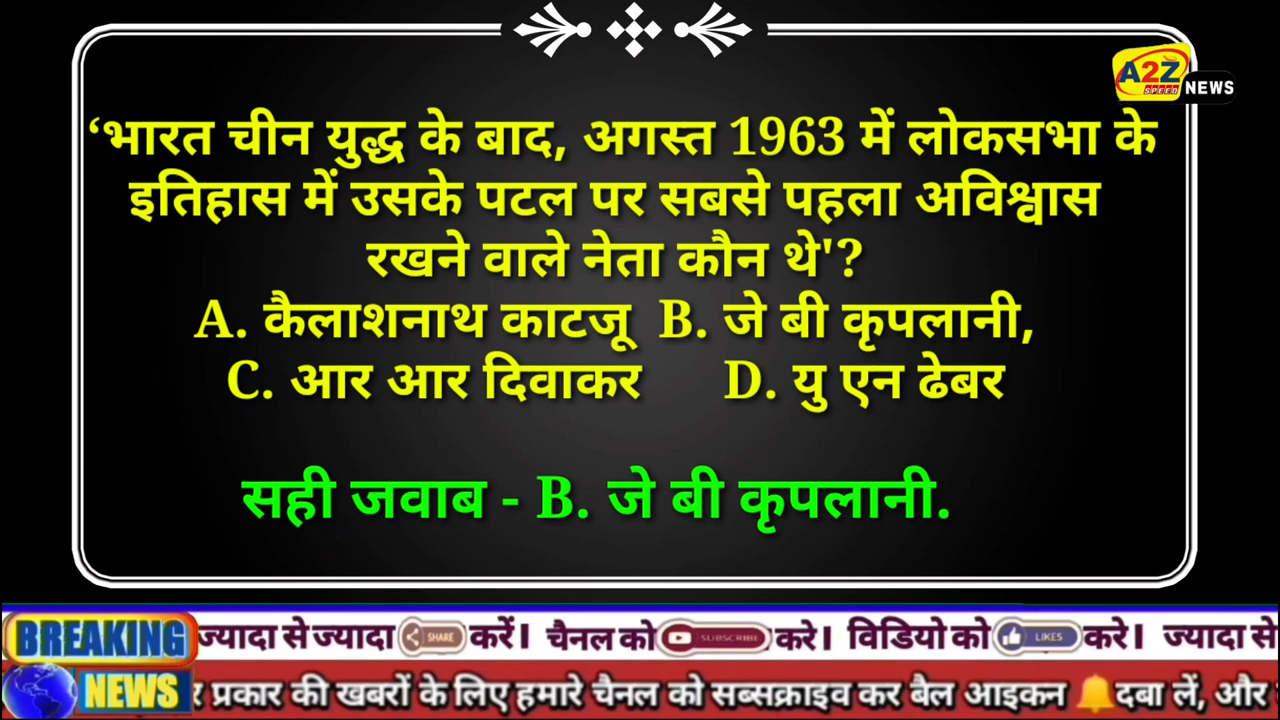 A2Z
SPEED NEWS
‘भारत चीन युद्ध के बाद, अगस्त 1963 में लोकसभा के
इतिहास में उसके पटल पर सबसे पहला अविश्वास
रखने वाले नेता कौन थे'?
A. कैलाशनाथ काटजू B. जे बी कृपलानी,
C. आर आर दिवाकर D. यु एन ढेबर
सही जवाब - B. जे बी कृपलानी.
BREAKING ज्यादा से ज्यादा SHARE करें। चैनल को SUBSCRIBE करे। विडियो को LIKES करे। ज्यादा से
NEWS प्रकार की खबरों के लिए हमारे चैनल को सब्सक्राइव कर बैल आइकन 🔔दबा लें, और